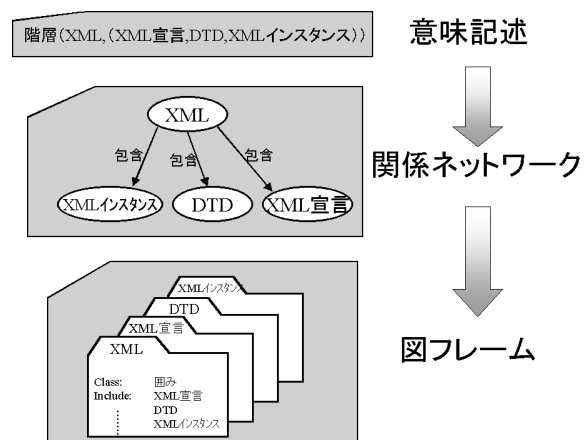 階層(XML,(XML宣言,DTD,XMLインスタンス))
意味記述
XML
包含
包含
包含
XMLインスタンス
DTD
XML宣言
関係ネットワーク
XMLインスタンス
DTD
XML宣言
XML
Class: 囲み
Include: XML宣言
DTD
XMLインスタンス
図フレーム